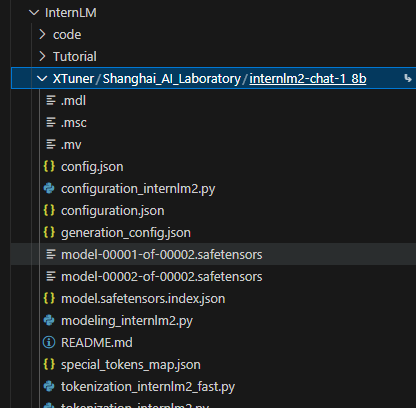 InternLM
code
Tutorial
XTuner/Shanghai_AI_Laboratory/internlm2-chat-1_8b
.mdl
.msc
.mv
config.json
configuration_internlm2.py
configuration.json
generation_config.json
model-00001-of-00002.safetensors
model-00002-of-00002.safetensors
model.safetensors.index.json
modeling_internlm2.py
README.md
special_tokens_map.json
tokenization_internlm2_fast.py
tokenization_internlm2.py